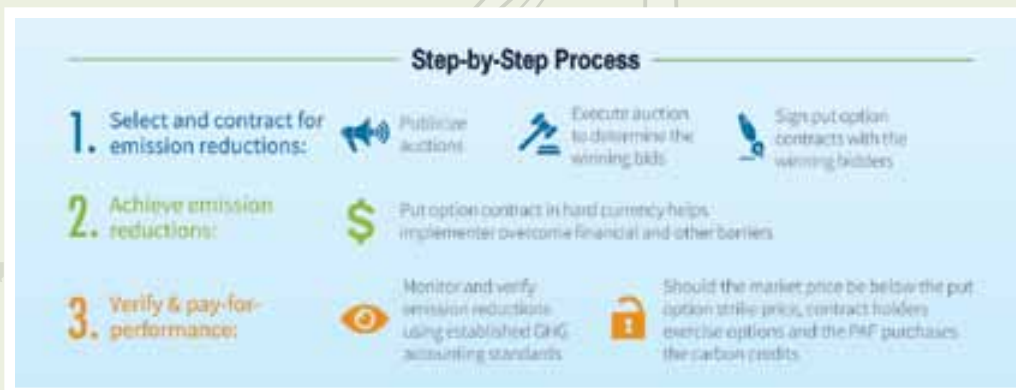 Step-by-Step Process
1. Select and contract for
emission reductions:
Publicize
auctions
Execute auction
to determine the
winning bids
Sign put option
contracts with the
winning bidders
2. Achieve emission
reductions:
$
Put option contract in hard currency helps
implementer overcome financial and other barriers
3. Verify & pay-for-
performance:
Monitor and verify
emission reductions
using established GHG
accounting standards
Should the market price be below the put
option strike price, contract holders
exercise options and the PAF purchases
the carbon credits